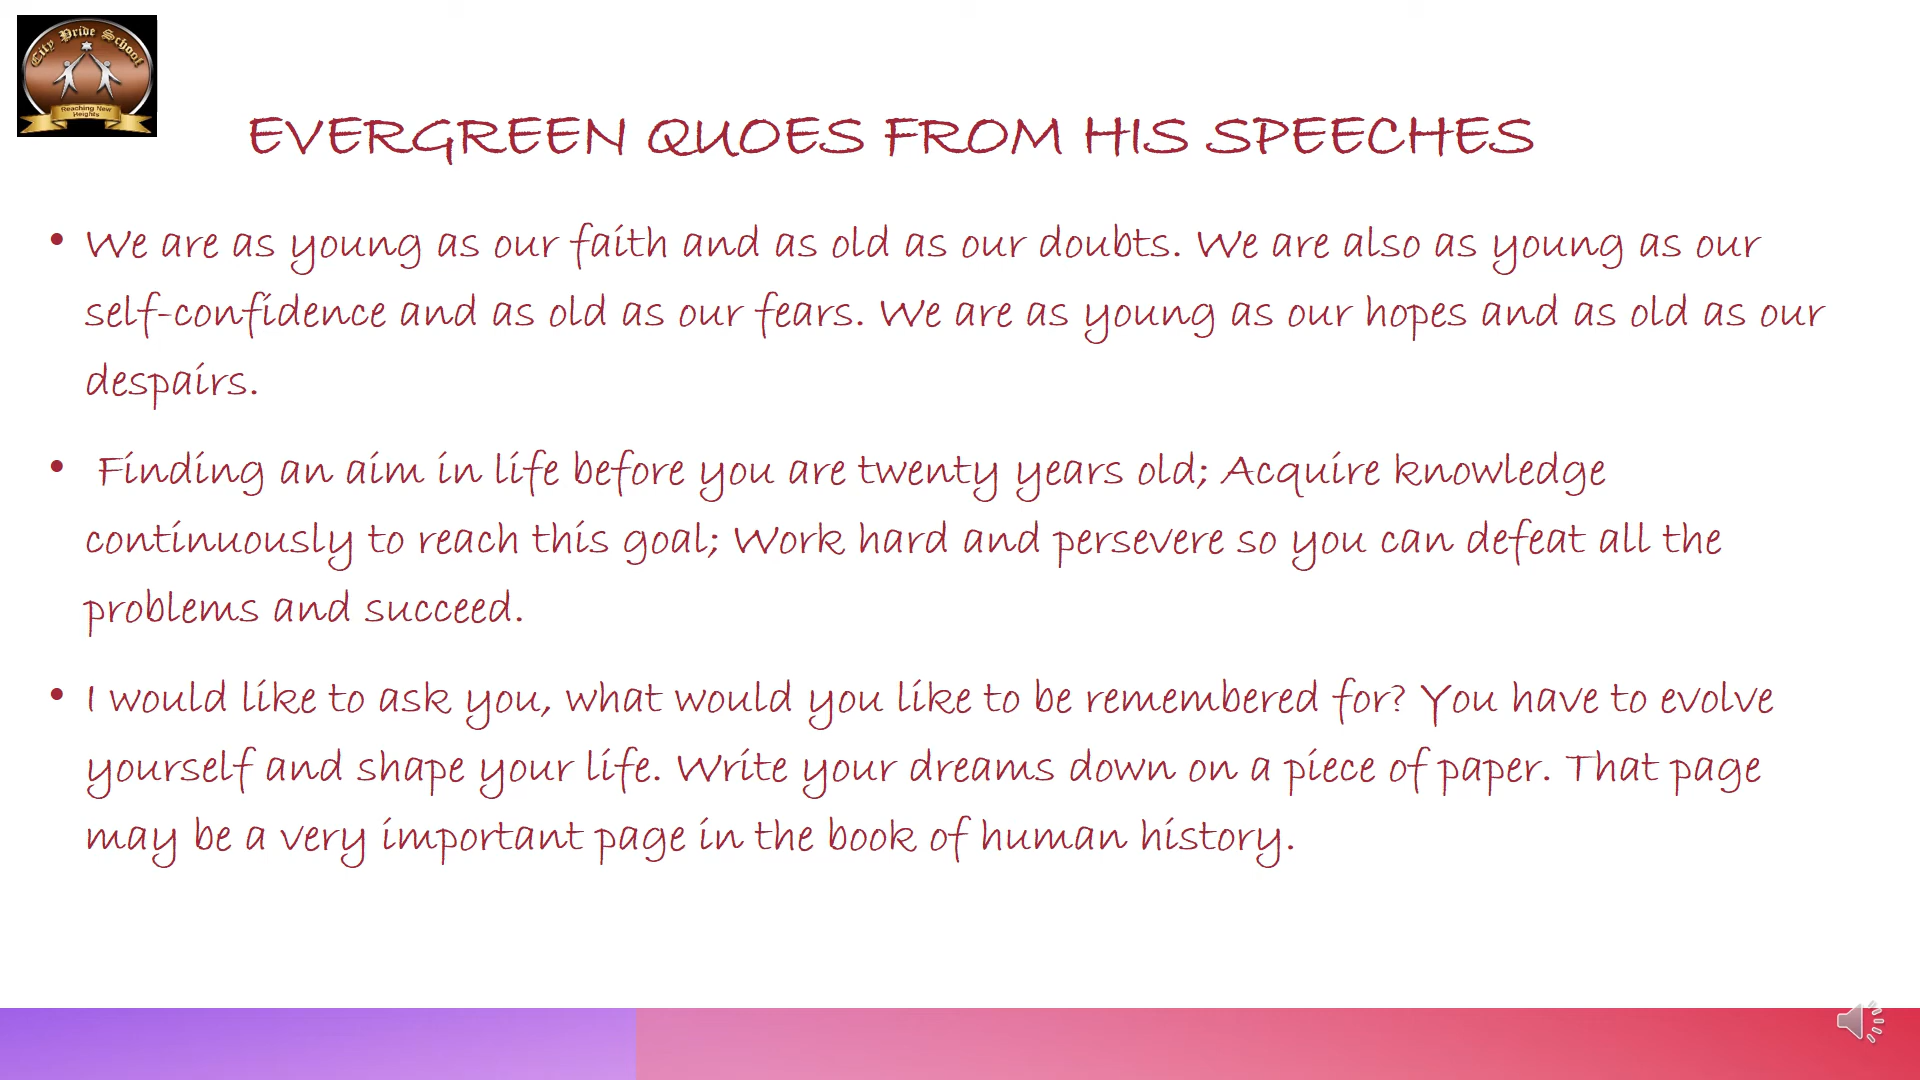 City Pride School
Reaching New
Heights
EVERGREEN QUOES FROM HIS SPEECHES
• We are as young as our faith and as old as our doubts. We are also as young as our
self-confidence and as old as our fears. We are as young as our hopes and as old as our
despairs.
• Finding an aim in life before you are twenty years old; Acquire knowledge
continuously to reach this goal; Work hard and persevere so you can defeat all the
problems and succeed.
• I would like to ask you, what would you like to be remembered for? You have to evolve
yourself and shape your life. Write your dreams down on a piece of paper. That page
may be a very important page in the book of human history.